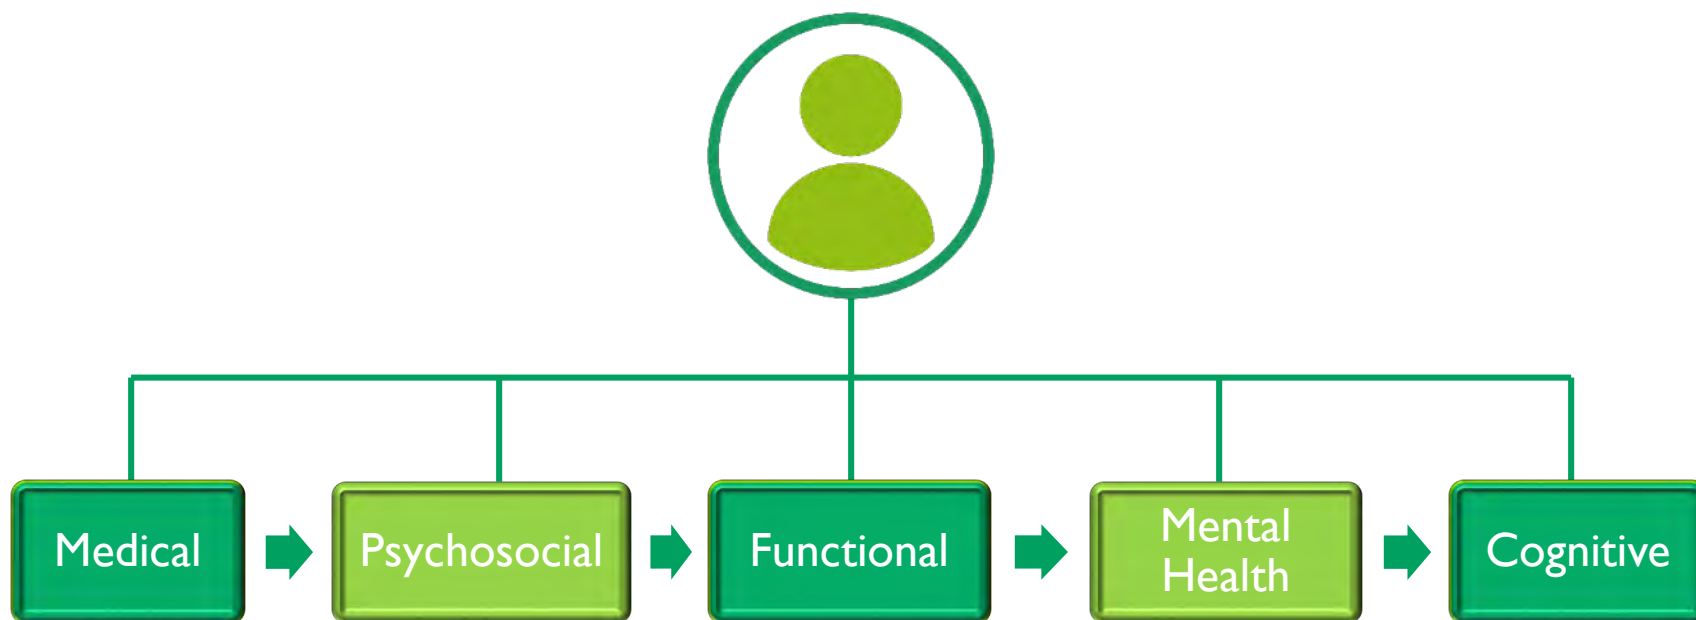 Medical
Psychosocial
Functional
Mental
Health
Cognitive